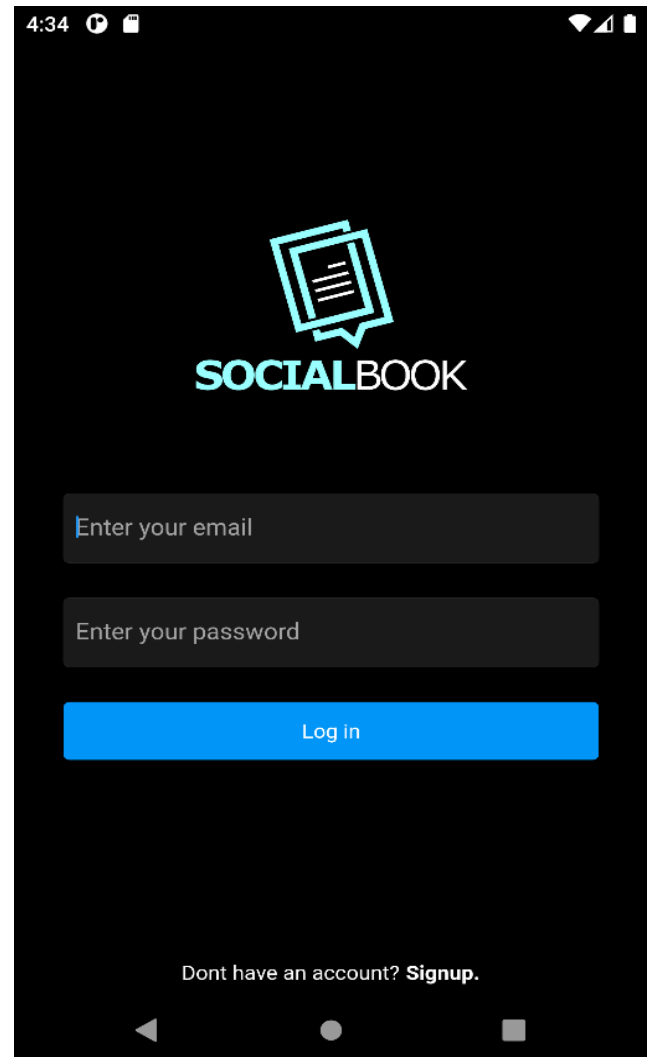 4:34
SOCIALBOOK
Enter your email
Enter your password
Log in
Dont have an account? Signup.